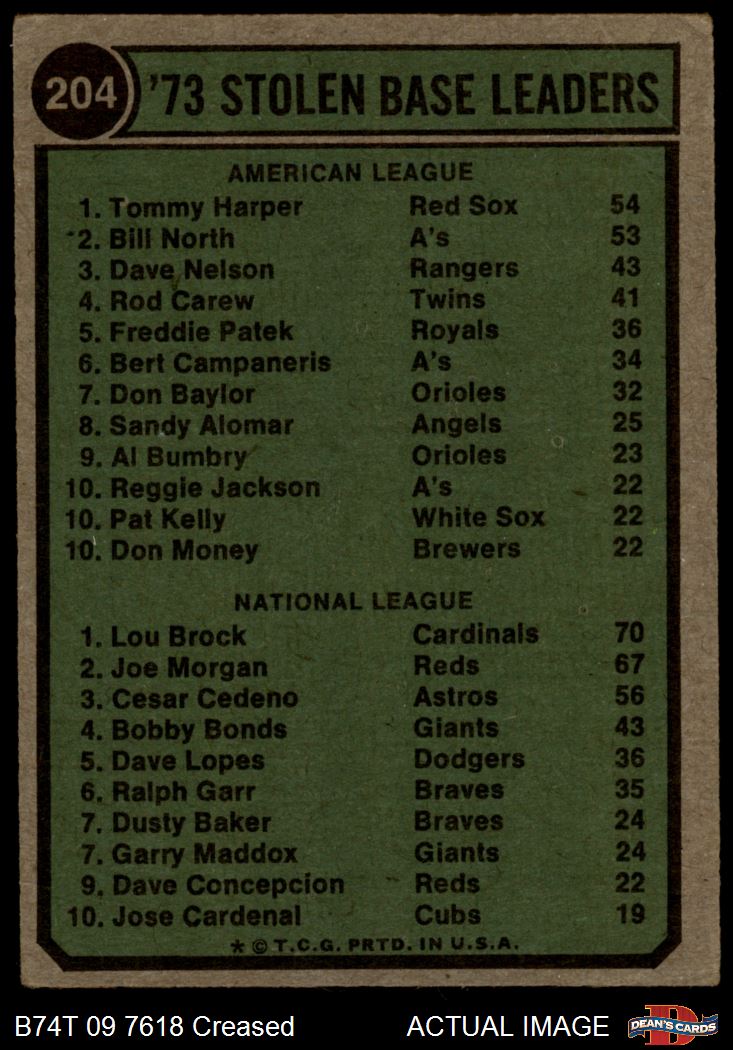 204 '73 STOLEN BASE LEADERS
AMERICAN LEAGUE
1. Tommy Harper Red Sox 54
2. Bill North A's 53
3. Dave Nelson Rangers 43
4. Rod Carew Twins 41
5. Freddie Patek Royals 36
6. Bert Campaneris A's 34
7. Don Baylor Orioles 32
8. Sandy Alomar Angels 25
9. Al Bumbry Orioles 23
10. Reggie Jackson A's 22
10. Pat Kelly White Sox 22
10. Don Money Brewers 22
NATIONAL LEAGUE
1. Lou Brock Cardinals 70
2. Joe Morgan Reds 67
3. Cesar Cedeno Astros 56
4. Bobby Bonds Giants 43
5. Dave Lopes Dodgers 36
6. Ralph Garr Braves 35
7. Dusty Baker Braves 24
7. Garry Maddox Giants 24
9. Dave Concepcion Reds 22
10. Jose Cardenal Cubs 19
* © T.C.G. PRTD. IN U.S.A.
B74T 09 7618 Creased ACTUAL IMAGE DEAN'S CARDS